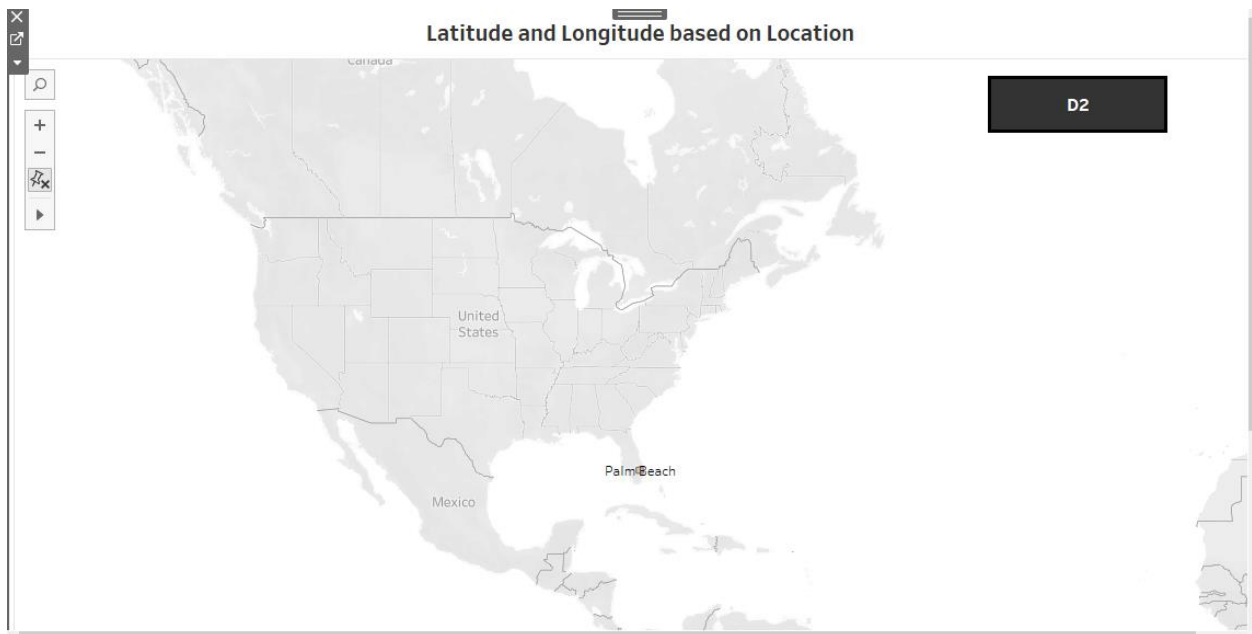 Latitude and Longitude based on Location
Canada
D2
United
States
Palm Beach
Mexico